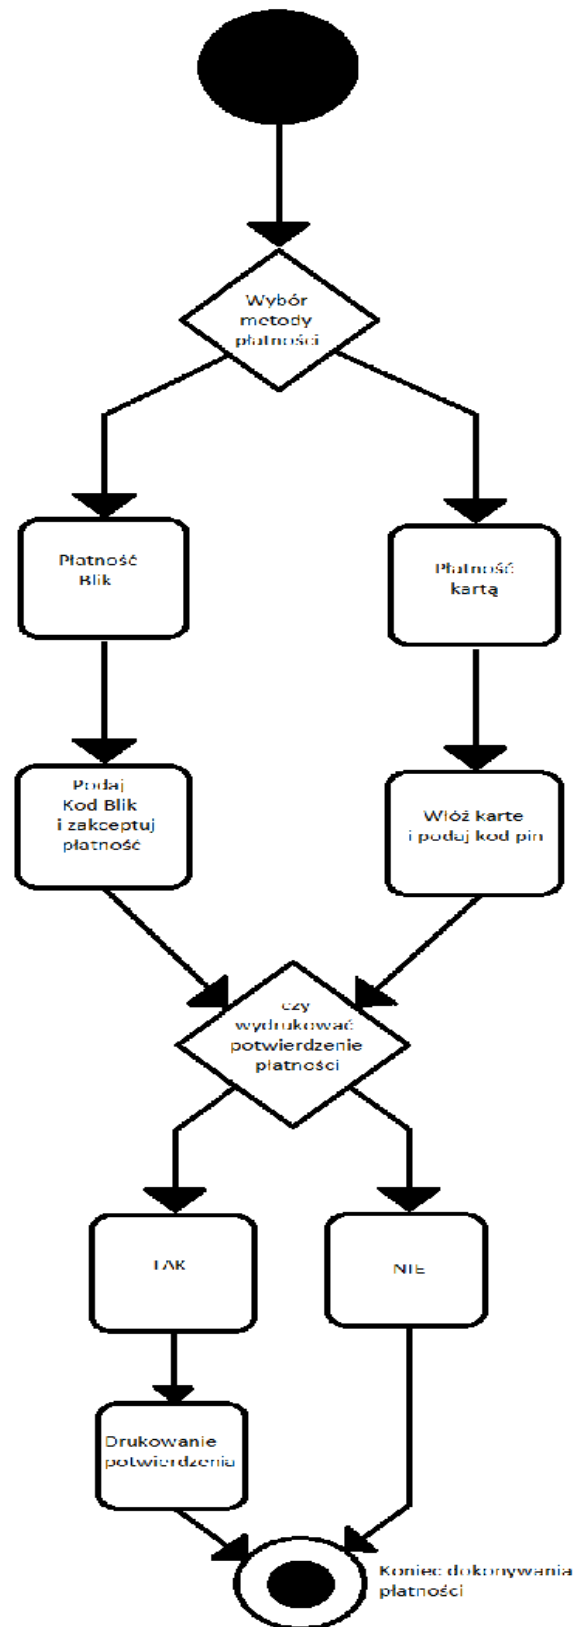 Wybór
metody
płatności
Płatność
Blik
Płatność
kartą
Podaj
Kod Blik
i zakceptuj
płatność
Włóż karte
i podaj kod pin
czy
wydrukować
potwierdzenie
płatności
TAK
NIE
Drukowanie
potwierdzenia
Koniec dokonywania
płatności